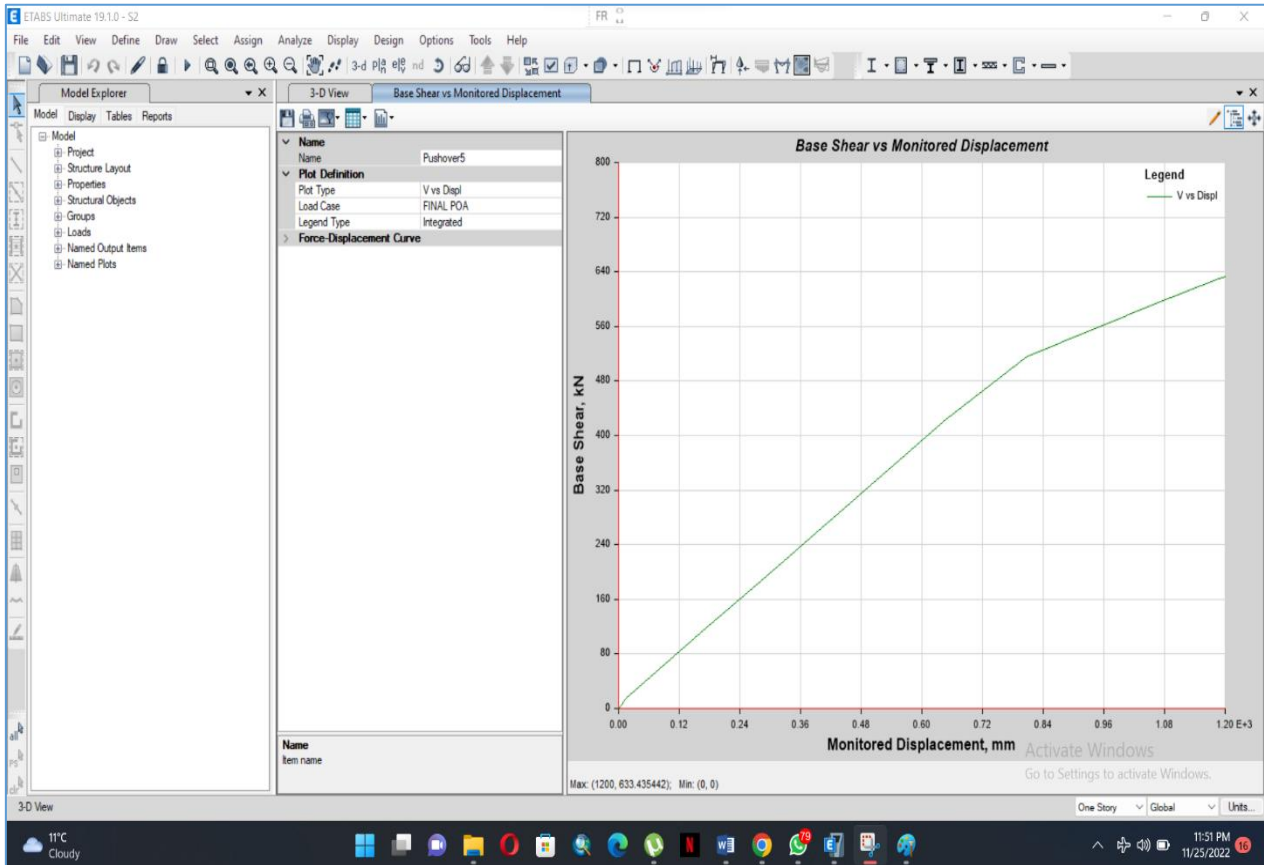 ETABS Ultimate 19.1.0 - S2
FR
File Edit View Define Draw Select Assign Analyze Display Design Options Tools Help
3-d
nd
Model Explorer
3-D View Base Shear vs Monitored Displacement
Model Display Tables Reports
Model
Project
Structure Layout
Properties
Structural Objects
Groups
Loads
Named Output Items
Named Plots
Name
Name Pushover5
Plot Definition
Plot Type V vs Displ
Load Case FINAL POA
Legend Type Integrated
Force-Displacement Curve
Base Shear vs Monitored Displacement
Legend
V vs Displ
800
720
640
560
480
400
320
240
160
80
0
Base Shear, kN
0.00 0.12 0.24 0.36 0.48 0.60 0.72 0.84 0.96 1.08 1.20 E+3
Monitored Displacement, mm
Name
Item name
Activate Windows
Go to Settings to activate Windows.
Max: (1200, 633.435442); Min: (0, 0)
all
3-D View
One Story Global Units...
11°C
Cloudy
79
11:51 PM
11/25/2022
16